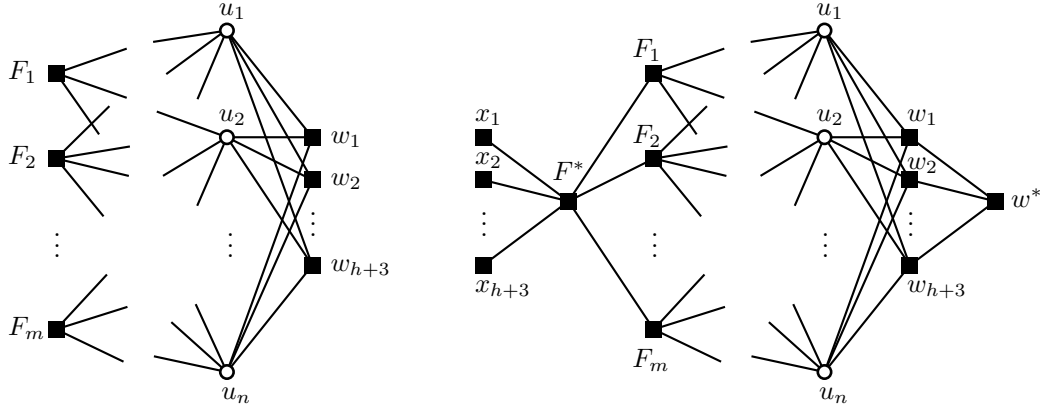 u_1
F_1
u_2
w_1
F_2
w_2
⋮
⋮
⋮
w_{h+3}
F_m
u_n
u_1
F_1
x_1
u_2
w_1
x_2
F_2
w_2
F^*
w^*
⋮
⋮
⋮
⋮
x_{h+3}
w_{h+3}
F_m
u_n